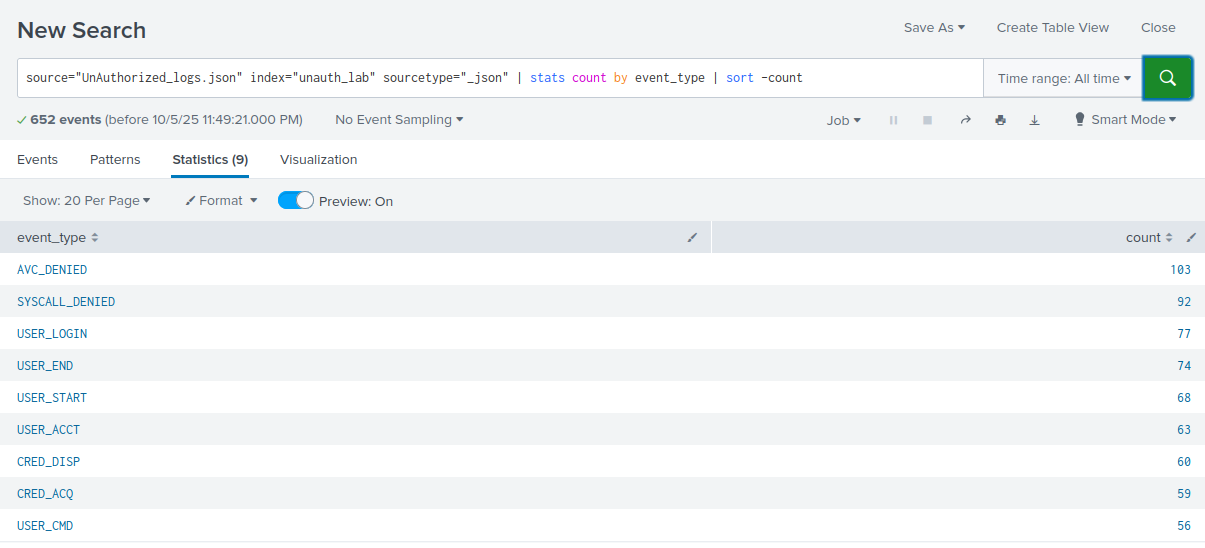 New Search
Save As Create Table View Close
source="UnAuthorized_logs.json" index="unauth_lab" sourcetype="_json" | stats count by event_type | sort -count
Time range: All time
652 events (before 10/5/25 11:49:21.000 PM) No Event Sampling Job Smart Mode
Events Patterns Statistics (9) Visualization
Show: 20 Per Page Format Preview: On
event_type count
AVC_DENIED 103
SYSCALL_DENIED 92
USER_LOGIN 77
USER_END 74
USER_START 68
USER_ACCT 63
CRED_DISP 60
CRED_ACQ 59
USER_CMD 56